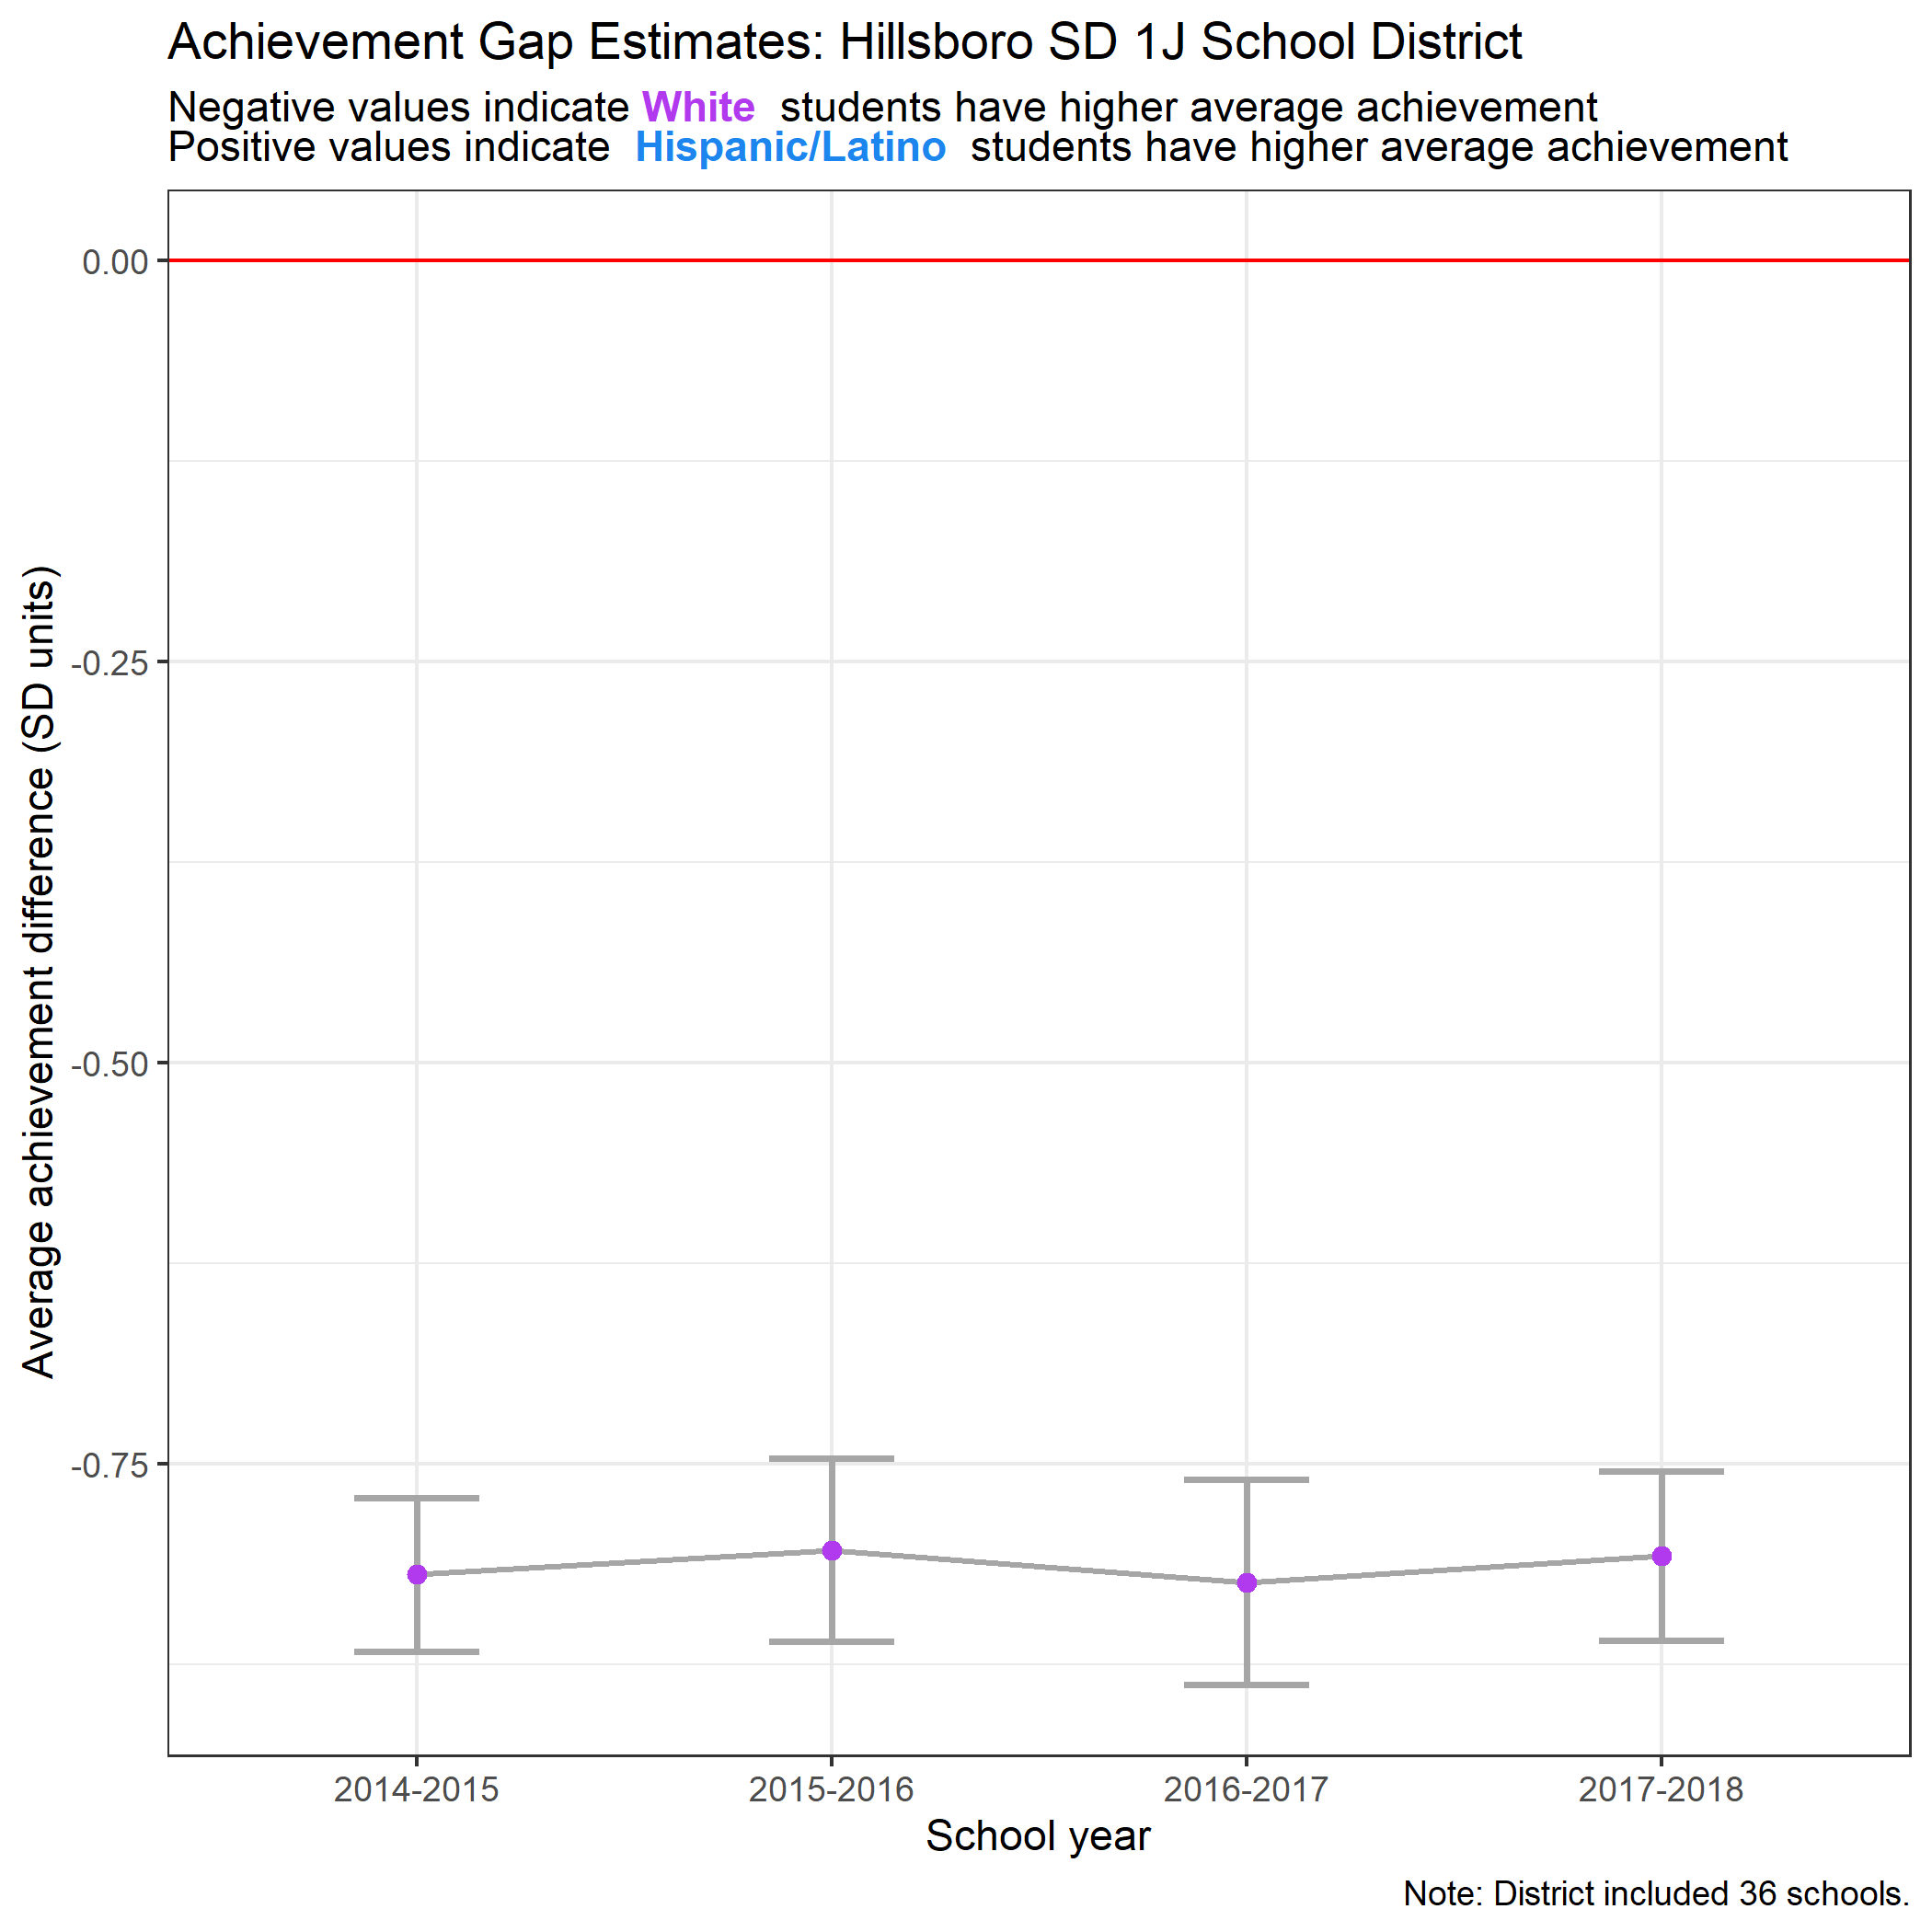 Achievement Gap Estimates: Hillsboro SD 1J School District
Negative values indicate White students have higher average achievement
Positive values indicate Hispanic/Latino students have higher average achievement
Average achievement difference (SD units)
0.00
-0.25
-0.50
-0.75
2014-2015
2015-2016
2016-2017
2017-2018
School year
Note: District included 36 schools.